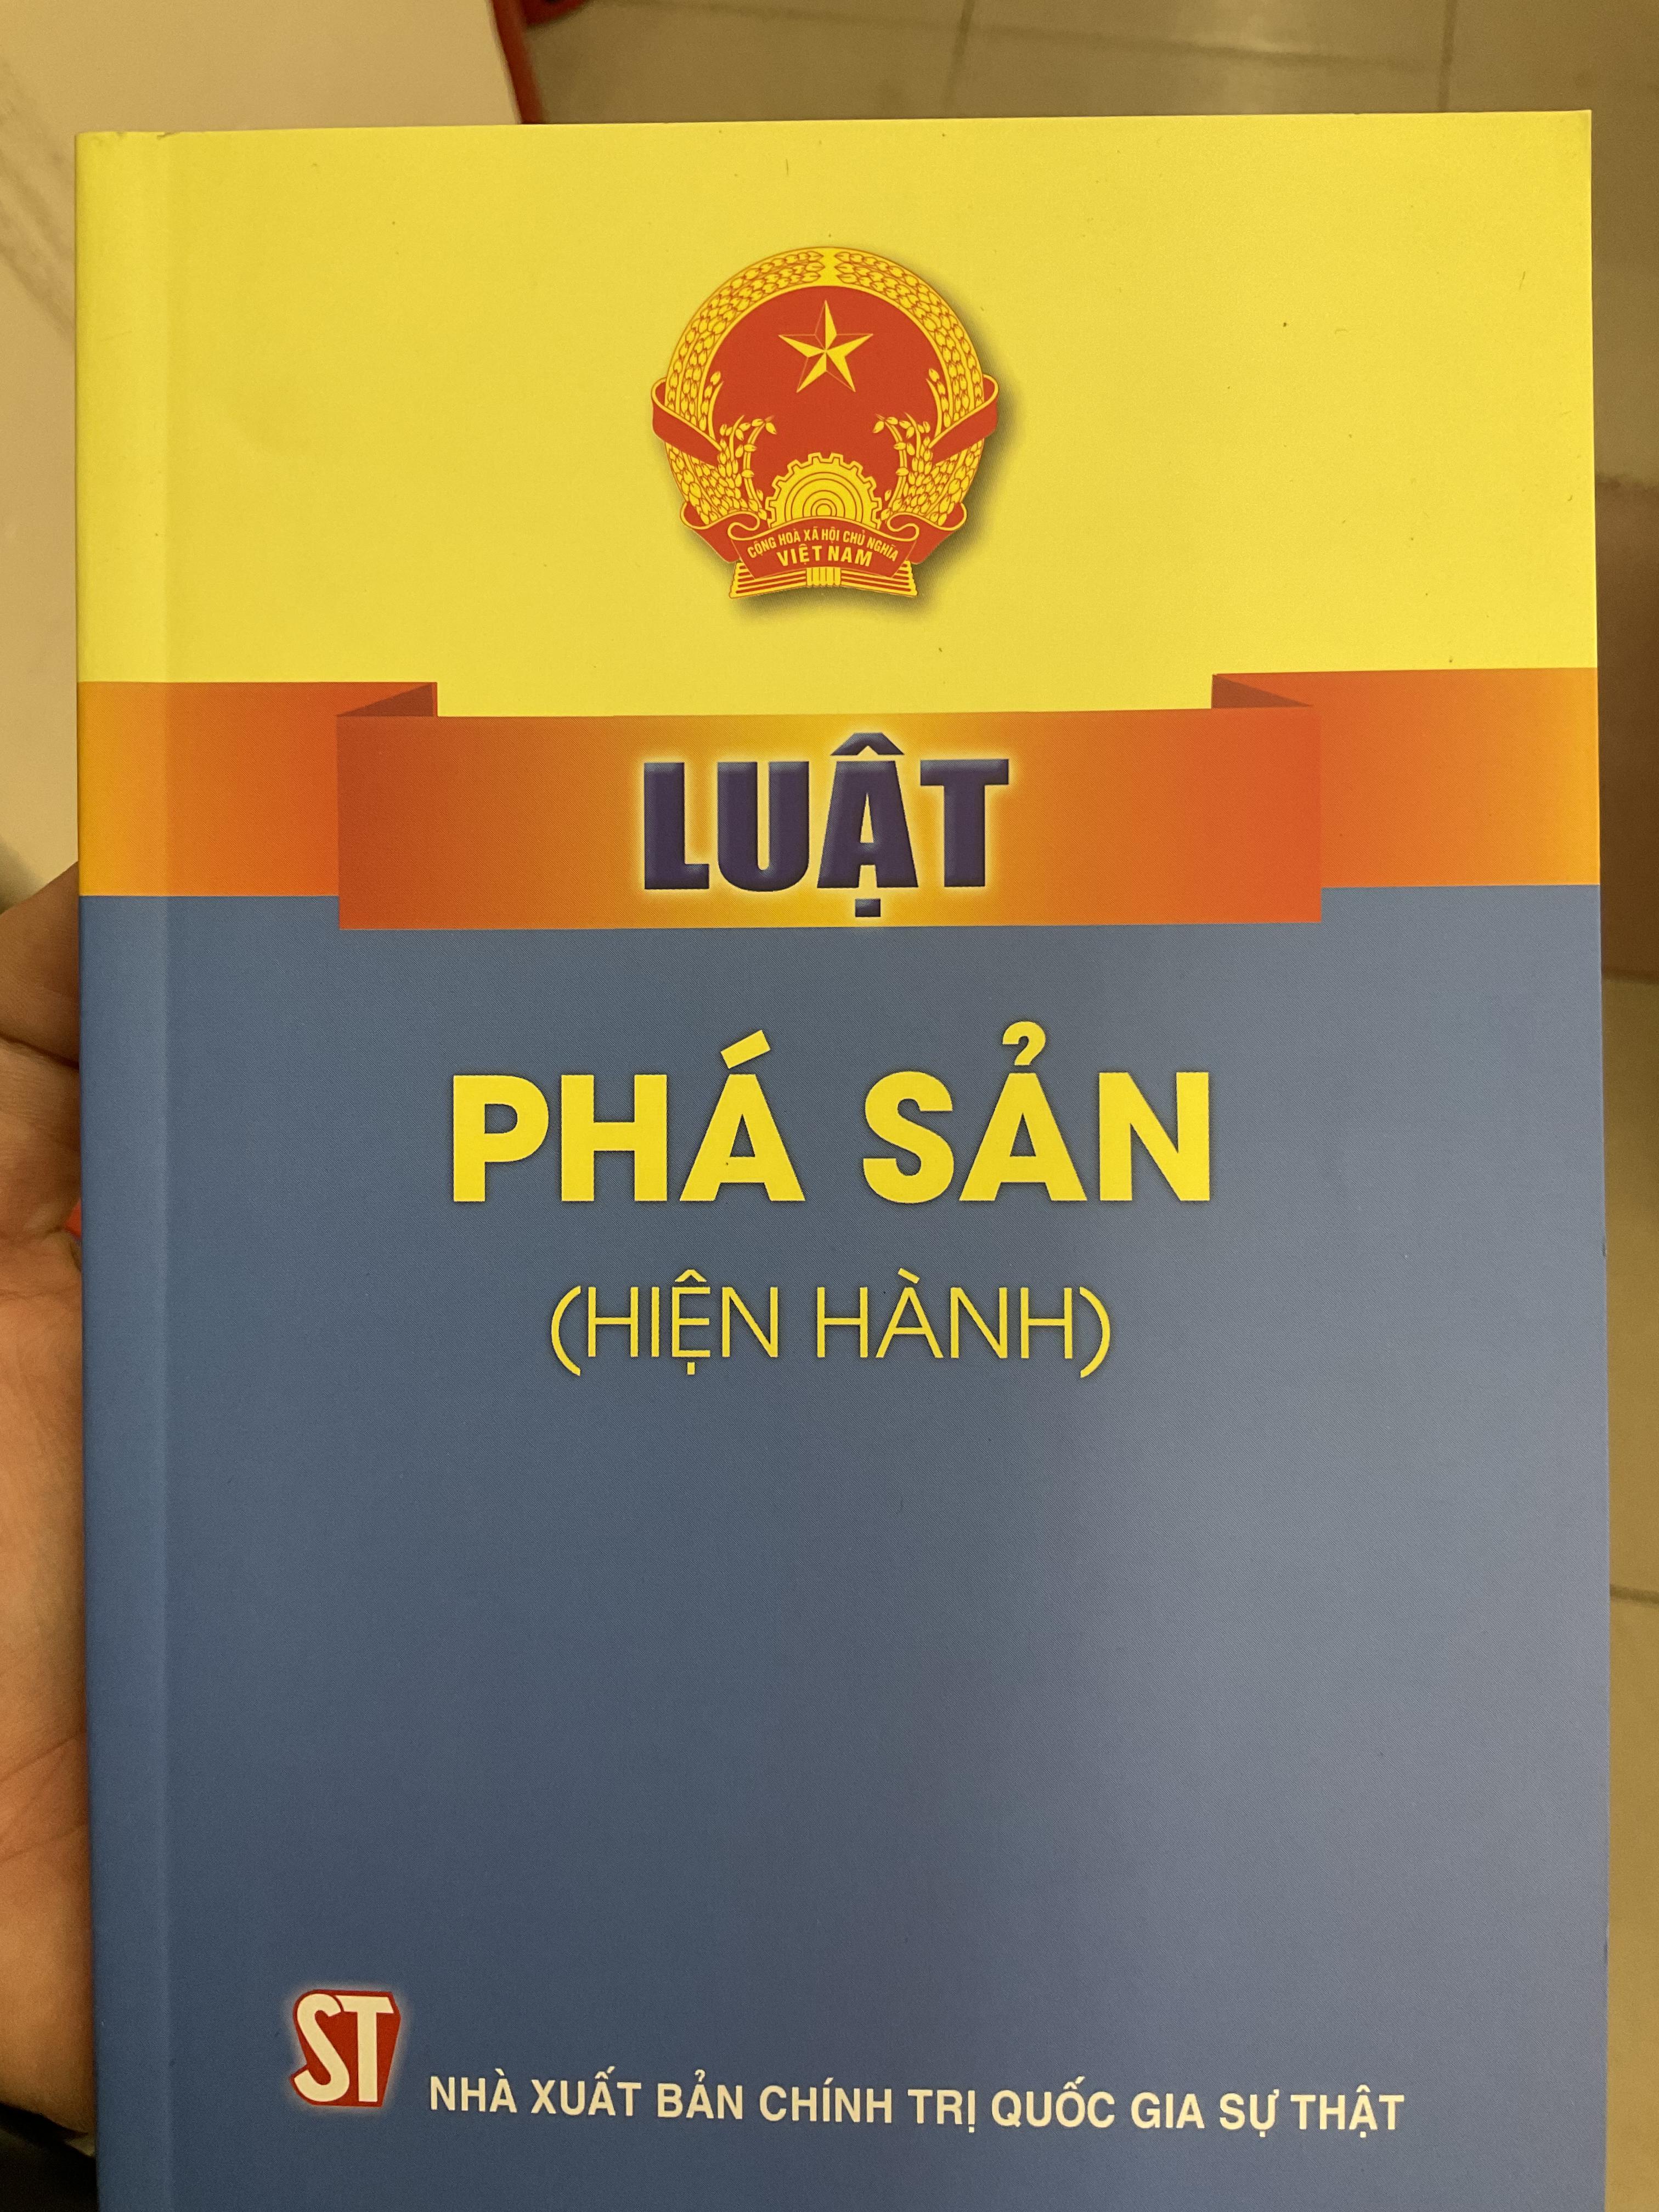 CỘNG HOÀ XÃ HỘI CHỦ NGHĨA
VIỆT NAM
LUẬT
PHÁ SẢN
(HIỆN HÀNH)
ST
NHÀ XUẤT BẢN CHÍNH TRỊ QUỐC GIA SỰ THẬT